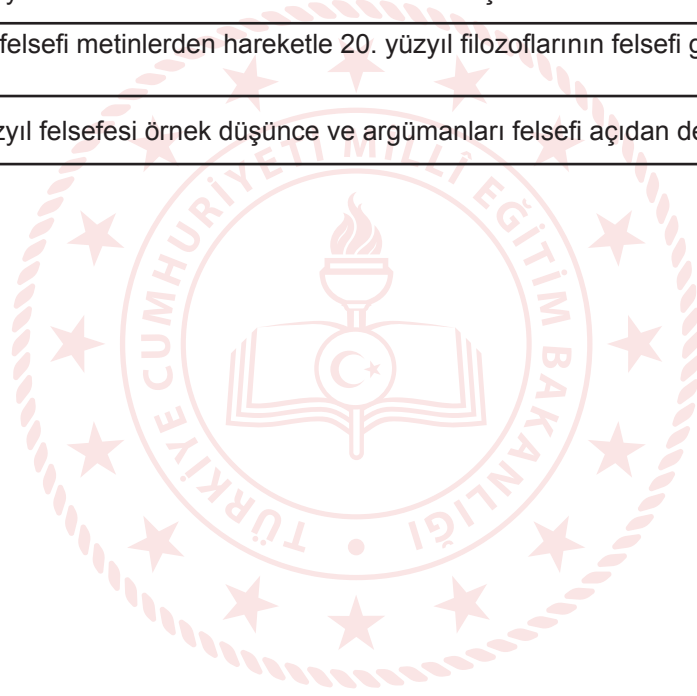 felsefi metinlerden hareketle 20. yüzyıl filozoflarının felsefi
yıl felsefesi örnek düşünce ve argümanları felsefi açıdan
TÜRKİYE CUMHURİYETİ MİLLÎ EĞİTİM BAKANLIĞI